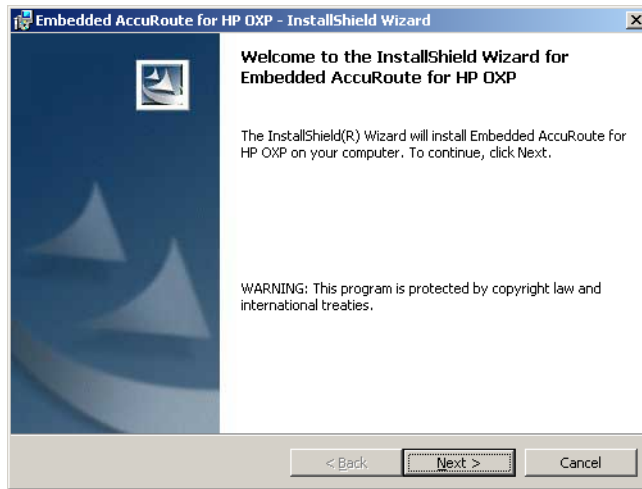 Embedded AccuRoute for HP OXP - InstallShield Wizard
Welcome to the InstallShield Wizard for
Embedded AccuRoute for HP OXP
The InstallShield(R) Wizard will install Embedded AccuRoute for
HP OXP on your computer. To continue, click Next.
WARNING: This program is protected by copyright law and
international treaties.
< Back
Next >
Cancel